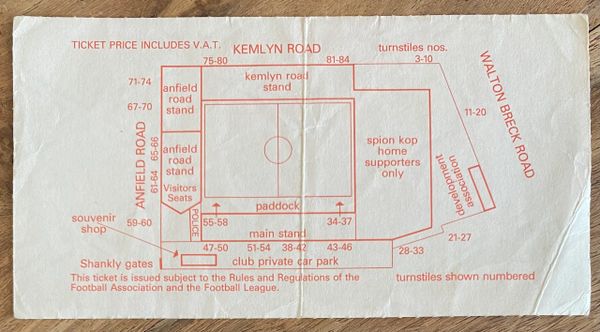 TICKET PRICE INCLUDES V.A.T.
KEMLYN ROAD
turnstiles nos.
75-80
81-84
3-10
WALTON BRECK ROAD
71-74
anfield
road
stand
kemlyn road
stand
67-70
11-20
ANFIELD ROAD
65-66
61-64
anfield
road
stand
Visitors
Seats
spion kop
home
supporters
only
development
association
paddock
59-60
POLICE
55-58
34-37
souvenir
shop
main stand
21-27
47-50
51-54
38-42
43-46
28-33
Shankly gates
club private car park
This ticket is issued subject to the Rules and Regulations of the
Football Association and the Football League.
turnstiles shown numbered